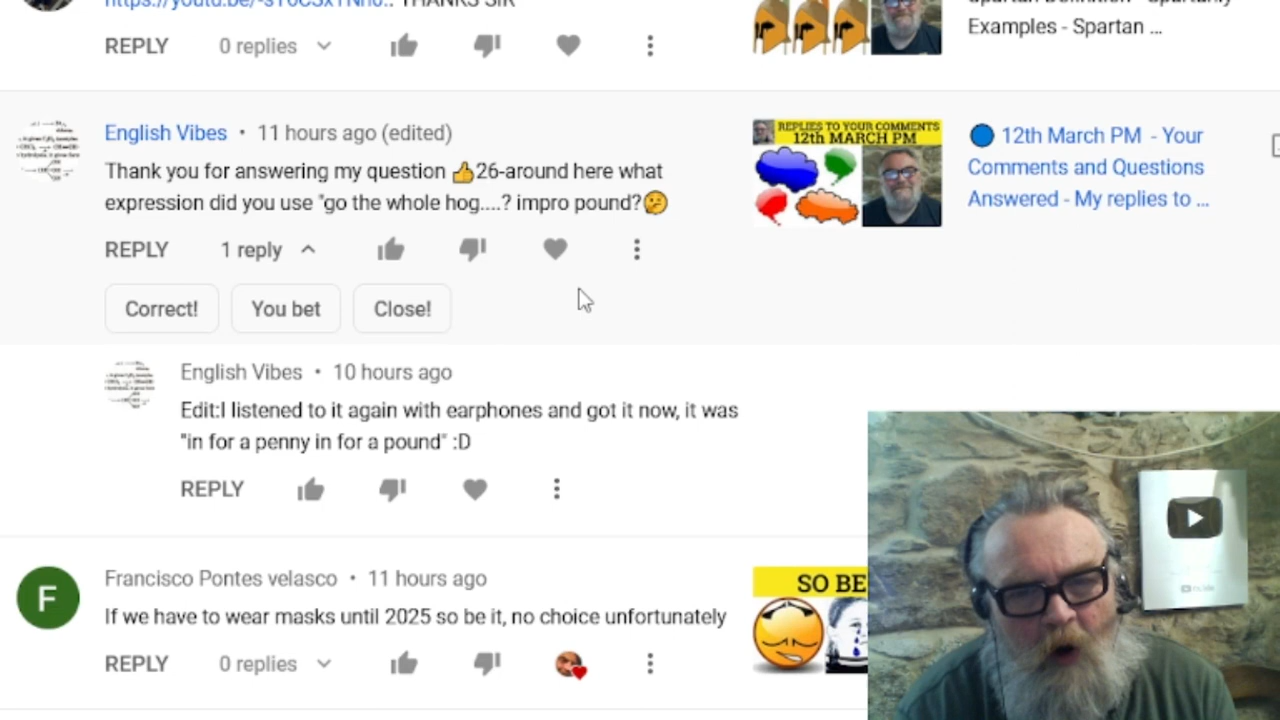 https://youtu.be/-sT6CSxTNh0.. THANKS SIR
Spartan Definition - Spartanly
Examples - Spartan ...
REPLY 0 replies
English Vibes • 11 hours ago (edited)
Thank you for answering my question 👍26-around here what
expression did you use "go the whole hog....? impro pound?🤔
REPLY 1 reply
Correct! You bet Close!
REPLIES TO YOUR COMMENTS
12th MARCH PM
12th March PM - Your
Comments and Questions
Answered - My replies to ...
English Vibes • 10 hours ago
Edit:I listened to it again with earphones and got it now, it was
"in for a penny in for a pound" :D
REPLY
F
Francisco Pontes velasco • 11 hours ago
If we have to wear masks until 2025 so be it, no choice unfortunately
REPLY 0 replies
SO BE